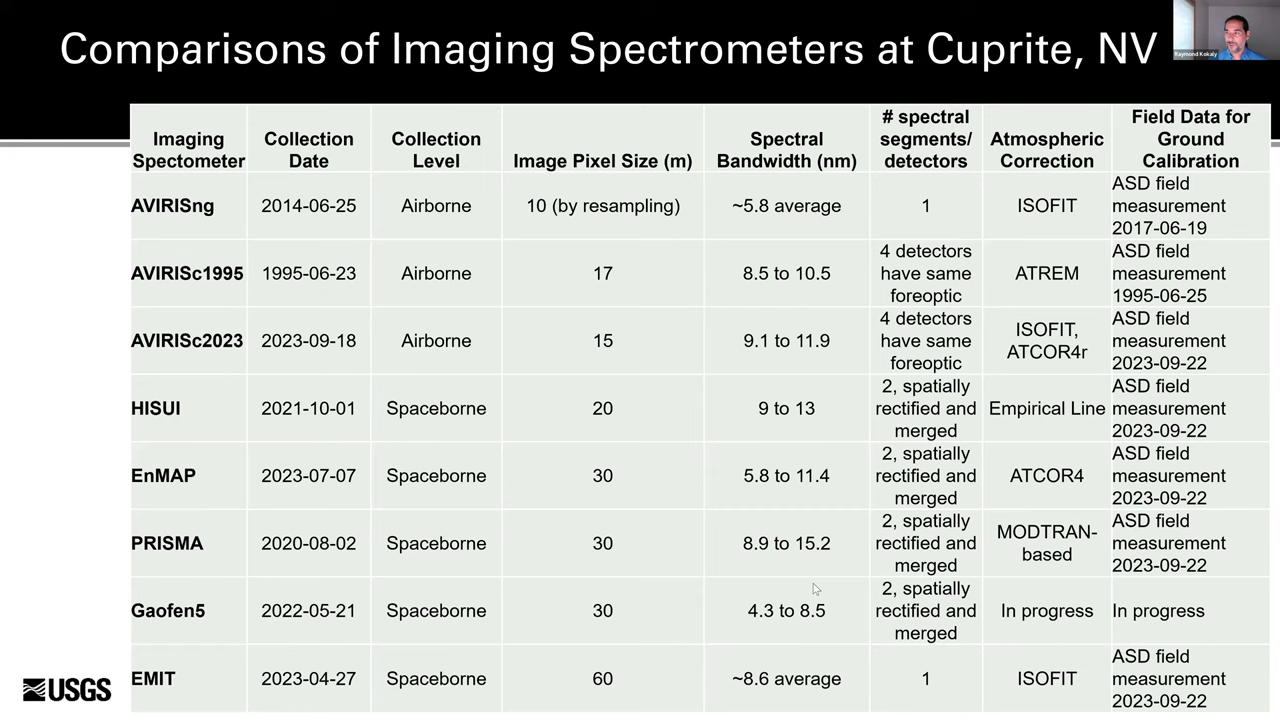 Comparisons of Imaging Spectrometers at Cuprite, NV
Raymond Kokaly
Imaging Spectometer | Collection Date | Collection Level | Image Pixel Size (m) | Spectral Bandwidth (nm) | # spectral segments/ detectors | Atmospheric Correction | Field Data for Ground Calibration
AVIRISng | 2014-06-25 | Airborne | 10 (by resampling) | ~5.8 average | 1 | ISOFIT | ASD field measurement 2017-06-19
AVIRISc1995 | 1995-06-23 | Airborne | 17 | 8.5 to 10.5 | 4 detectors have same foreoptic | ATREM | ASD field measurement 1995-06-25
AVIRISc2023 | 2023-09-18 | Airborne | 15 | 9.1 to 11.9 | 4 detectors have same foreoptic | ISOFIT, ATCOR4r | ASD field measurement 2023-09-22
HISUI | 2021-10-01 | Spaceborne | 20 | 9 to 13 | 2, spatially rectified and merged | Empirical Line | ASD field measurement 2023-09-22
EnMAP | 2023-07-07 | Spaceborne | 30 | 5.8 to 11.4 | 2, spatially rectified and merged | ATCOR4 | ASD field measurement 2023-09-22
PRISMA | 2020-08-02 | Spaceborne | 30 | 8.9 to 15.2 | 2, spatially rectified and merged | MODTRAN-based | ASD field measurement 2023-09-22
Gaofen5 | 2022-05-21 | Spaceborne | 30 | 4.3 to 8.5 | 2, spatially rectified and merged | In progress | In progress
EMIT | 2023-04-27 | Spaceborne | 60 | ~8.6 average | 1 | ISOFIT | ASD field measurement 2023-09-22
USGS